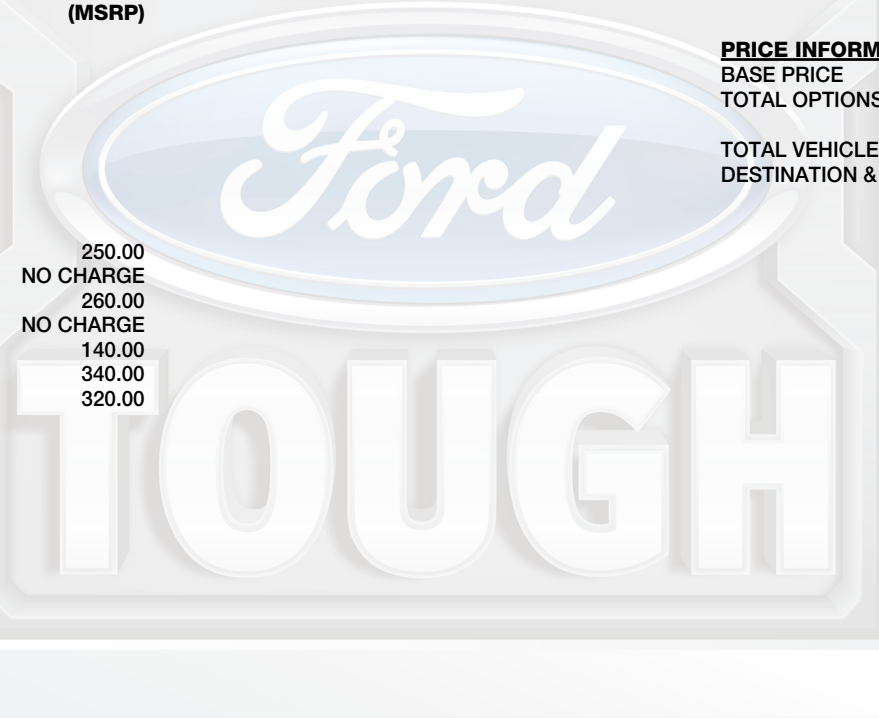 (MSRP)
250.00
NO CHARGE
260.00
NO CHARGE
140.00
340.00
320.00
PRICE INFORM
BASE PRICE
TOTAL OPTIONS
TOTAL VEHICLE
DESTINATION &
Ford
TOUGH